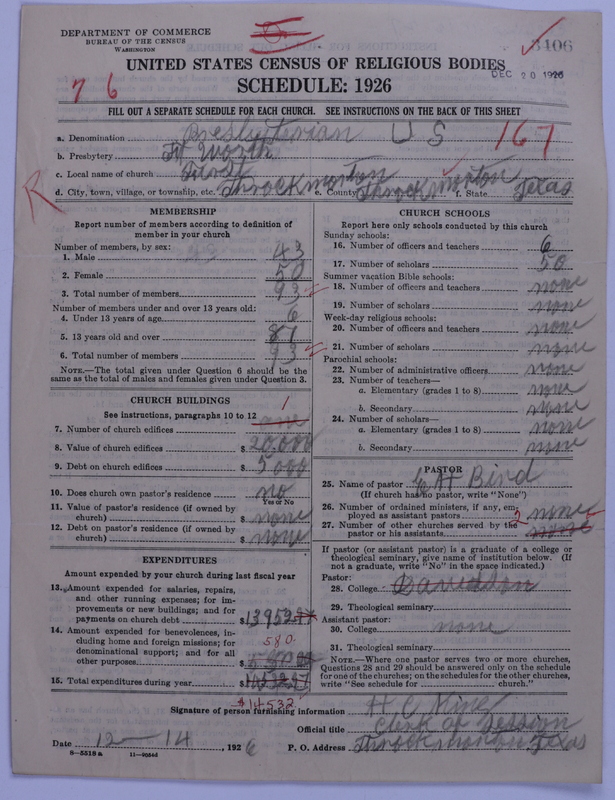 DEPARTMENT OF COMMERCE
BUREAU OF THE CENSUS
WASHINGTON
3406
UNITED STATES CENSUS OF RELIGIOUS BODIES
DEC 20 1926
SCHEDULE: 1926
7 6
FILL OUT A SEPARATE SCHEDULE FOR EACH CHURCH. SEE INSTRUCTIONS ON THE BACK OF THIS SHEET
a. Denomination Presbyterian U S 167
b. Presbytery Ft Worth
c. Local name of church First
d. City, town, village, or township, etc. Throckmorton e. County Throckmorton f. State Texas
R
MEMBERSHIP
Report number of members according to definition of
member in your church
Number of members, by sex:
1. Male 43
2. Female 50
3. Total number of members 93
Number of members under and over 13 years old:
4. Under 13 years of age 6
5. 13 years old and over 87
6. Total number of members 93
NOTE.—The total given under Question 6 should be the
same as the total of males and females given under Question 3.
CHURCH BUILDINGS
See instructions, paragraphs 10 to 12 1
7. Number of church edifices one
8. Value of church edifices $ 20,000
9. Debt on church edifices $ 5000
10. Does church own pastor's residence no
Yes or No
11. Value of pastor's residence (if owned by
church) $ none
12. Debt on pastor's residence (if owned by
church) $ none
EXPENDITURES
Amount expended by your church during last fiscal year
13. Amount expended for salaries, repairs,
and other running expenses; for im-
provements or new buildings; and for
payments on church debt $ 13952
14. Amount expended for benevolences, in-
cluding home and foreign missions; for
denominational support; and for all
other purposes $ 580.
15. Total expenditures during year $
$14532
CHURCH SCHOOLS
Report here only schools conducted by this church
Sunday schools:
16. Number of officers and teachers 6
17. Number of scholars 50
Summer vacation Bible schools:
18. Number of officers and teachers none
19. Number of scholars none
Week-day religious schools:
20. Number of officers and teachers none
21. Number of scholars none
Parochial schools:
22. Number of administrative officers none
23. Number of teachers—
a. Elementary (grades 1 to 8) none
b. Secondary none
24. Number of scholars—
a. Elementary (grades 1 to 8) none
b. Secondary none
PASTOR
25. Name of pastor Bird
(If church has no pastor, write "None")
26. Number of ordained ministers, if any, em-
ployed as assistant pastors none
27. Number of other churches served by the
pastor or his assistants 2 none
If pastor (or assistant pastor) is a graduate of a college or
theological seminary, give name of institution below. (If
not a graduate, write "No" in the space indicated.)
Pastor:
28. College
29. Theological seminary
Assistant pastor:
30. College none
31. Theological seminary
NOTE.—Where one pastor serves two or more churches,
Questions 28 and 29 should be answered only on the schedule
for one of the churches; on the schedules for the other churches,
write "See schedule for church."
Signature of person furnishing information H C King
Official title Clerk of Session
Date 12—14, 1926 P. O. Address Throckmorton Texas
8—5518a 11—9556d